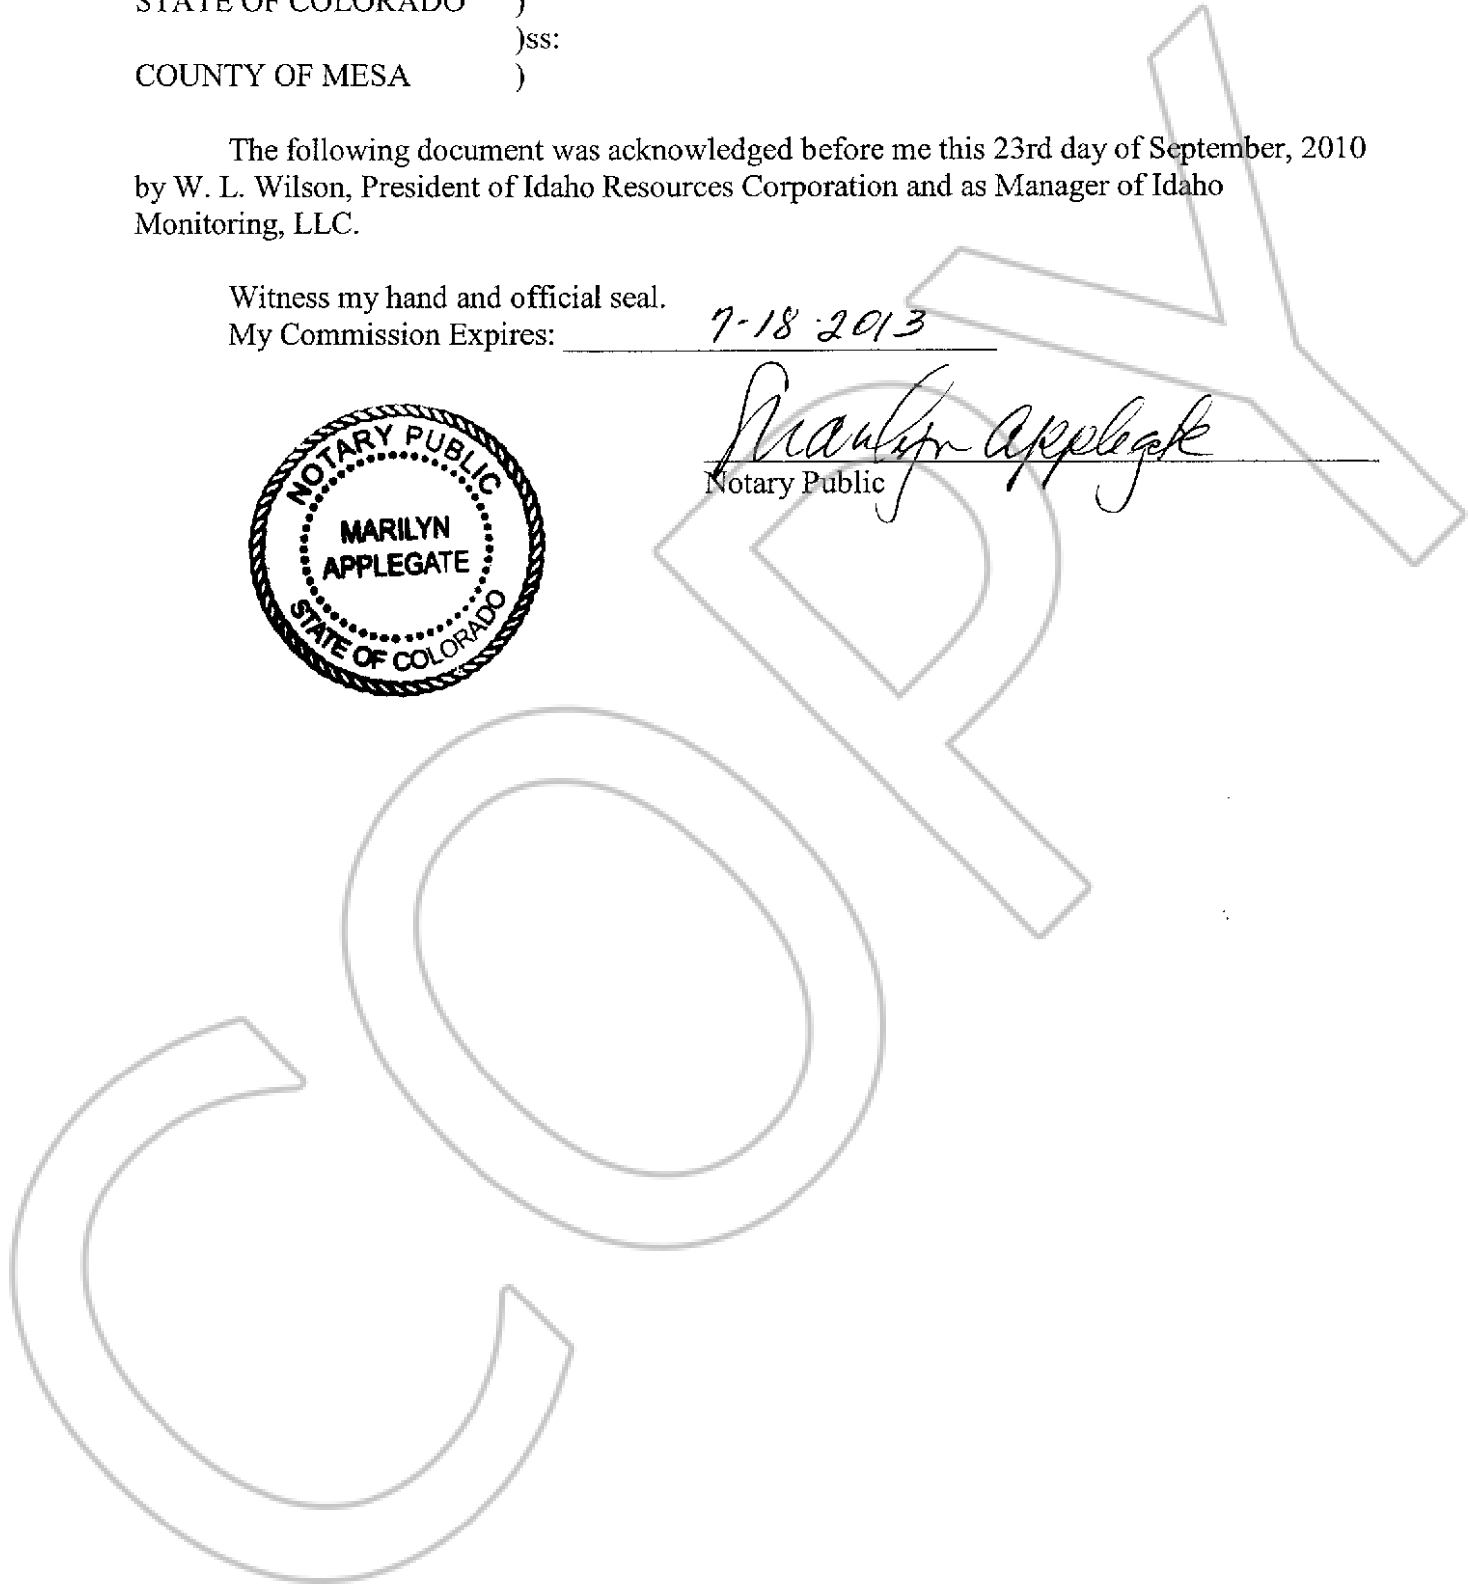 STATE OF COLORADO )
)ss:
COUNTY OF MESA )
The following document was acknowledged before me this 23rd day of September, 2010
by W. L. Wilson, President of Idaho Resources Corporation and as Manager of Idaho
Monitoring, LLC.
Witness my hand and official seal.
My Commission Expires: 7-18-2013
Marilyn Applegate
Notary Public
NOTARY PUBLIC
MARILYN
APPLEGATE
STATE OF COLORADO
COPY